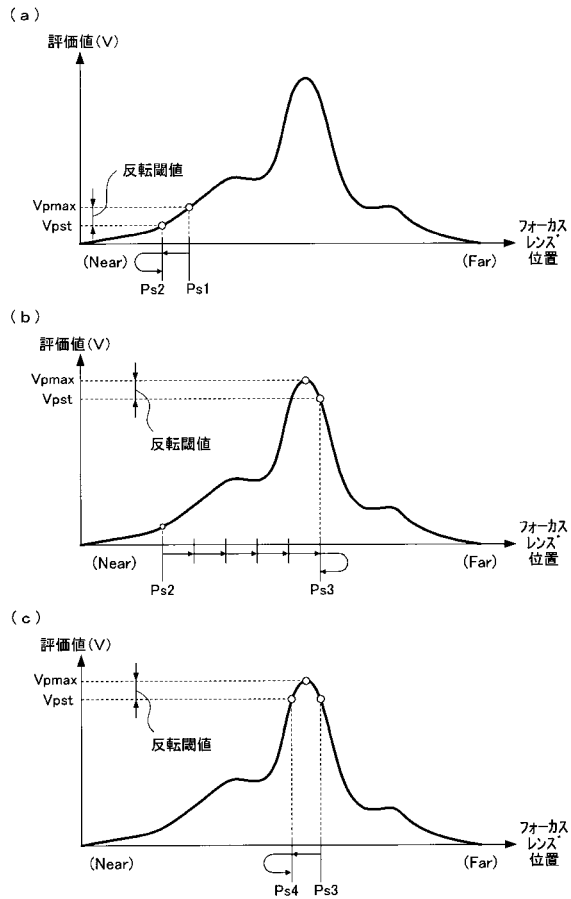 (a)
評価値(V)
反転閾値
Vpmax
Vpst
フォーカス
レンズ
位置
(Near)
(Far)
Ps2
Ps1
(b)
評価値(V)
Vpmax
Vpst
反転閾値
フォーカス
レンズ
位置
(Near)
(Far)
Ps2
Ps3
(c)
評価値(V)
Vpmax
Vpst
反転閾値
フォーカス
レンズ
位置
(Near)
(Far)
Ps4
Ps3